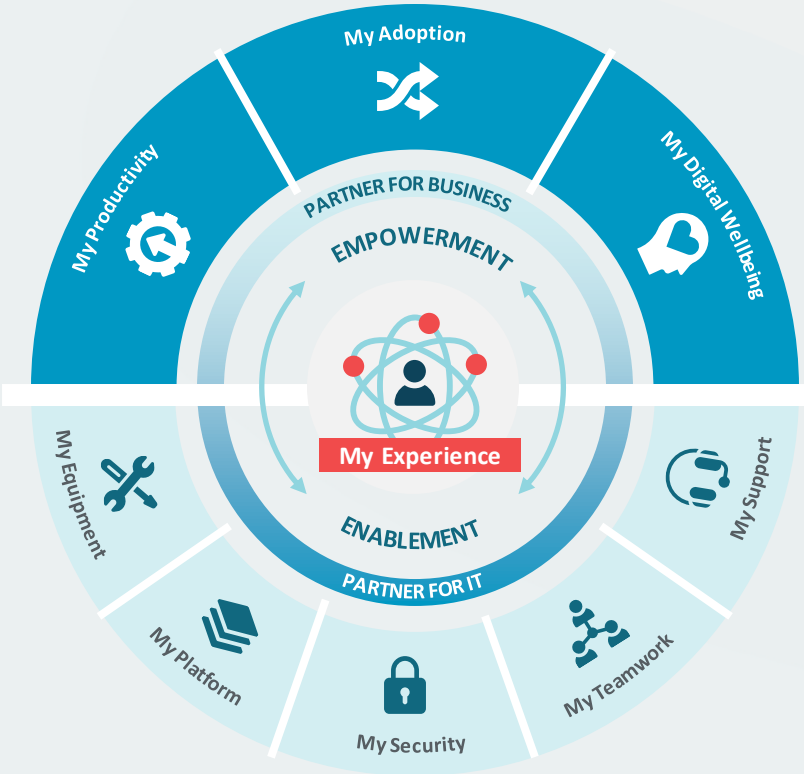 My Adoption
My Productivity
My Digital Wellbeing
PARTNER FOR BUSINESS
EMPOWERMENT
My Experience
ENABLEMENT
PARTNER FOR IT
My Equipment
My Support
My Platform
My Teamwork
My Security